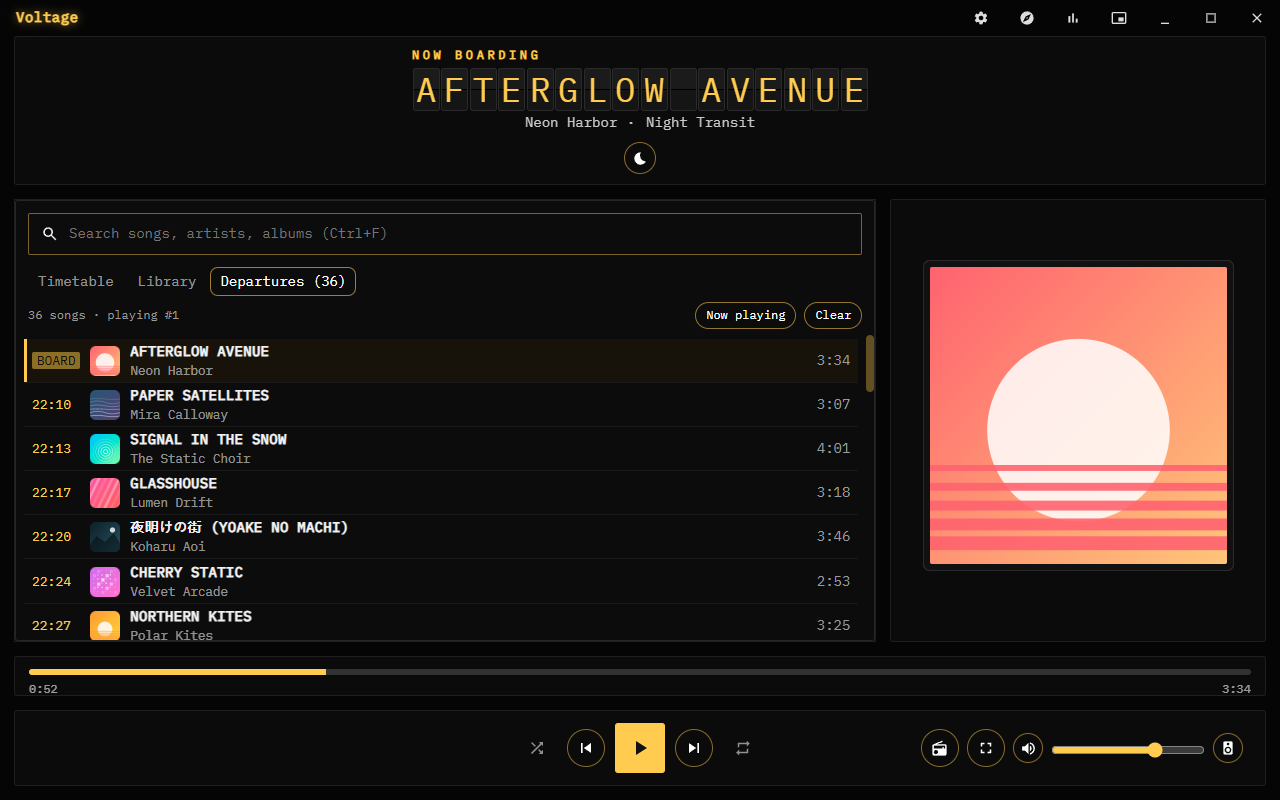 Voltage
NOW BOARDING
AFTERGLOW AVENUE
Neon Harbor · Night Transit
Search songs, artists, albums (Ctrl+F)
Timetable Library Departures (36)
36 songs · playing #1 Now playing Clear
BOARD AFTERGLOW AVENUE 3:34
Neon Harbor
22:10 PAPER SATELLITES 3:07
Mira Calloway
22:13 SIGNAL IN THE SNOW 4:01
The Static Choir
22:17 GLASSHOUSE 3:18
Lumen Drift
22:20 夜明けの街 (YOAKE NO MACHI) 3:46
Koharu Aoi
22:24 CHERRY STATIC 2:53
Velvet Arcade
22:27 NORTHERN KITES 3:25
Polar Kites
0:52 3:34